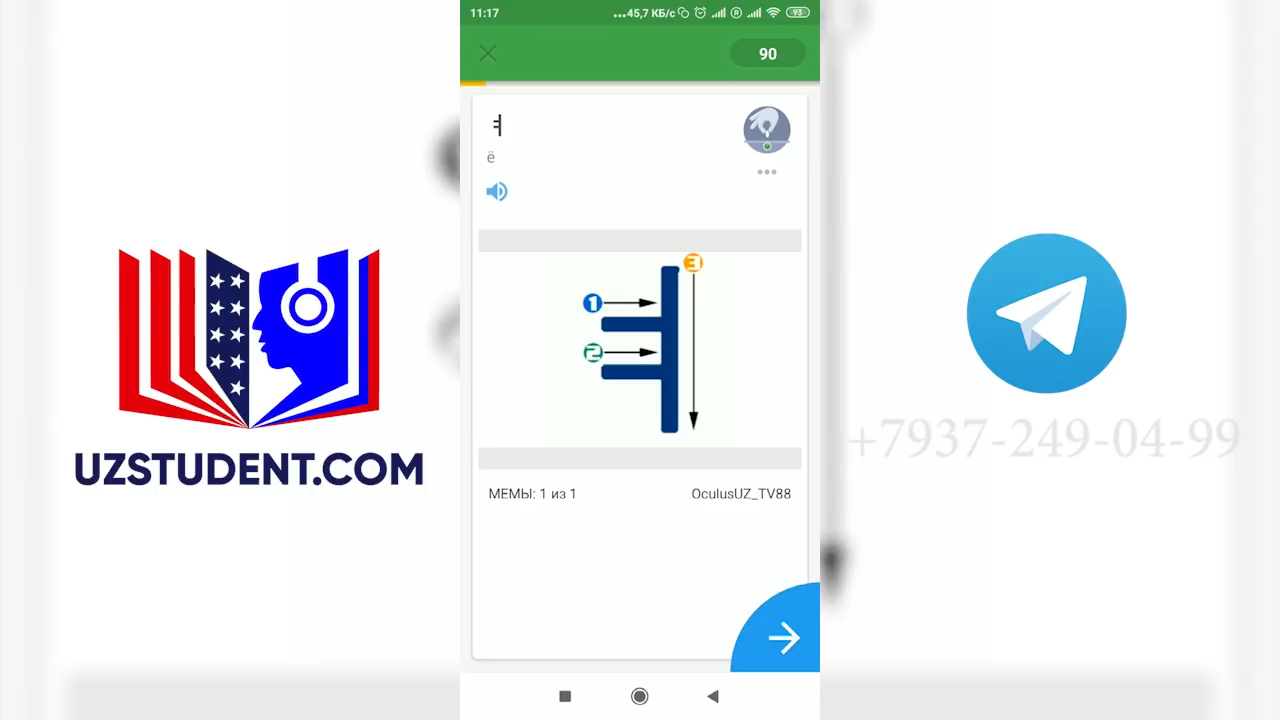 11:17
...45,7 КБ/с
93
90
ㅕ
ё
3
1
2
МЕМЫ: 1 из 1
OculusUZ_TV88
UZSTUDENT.COM
+7937-249-04-99